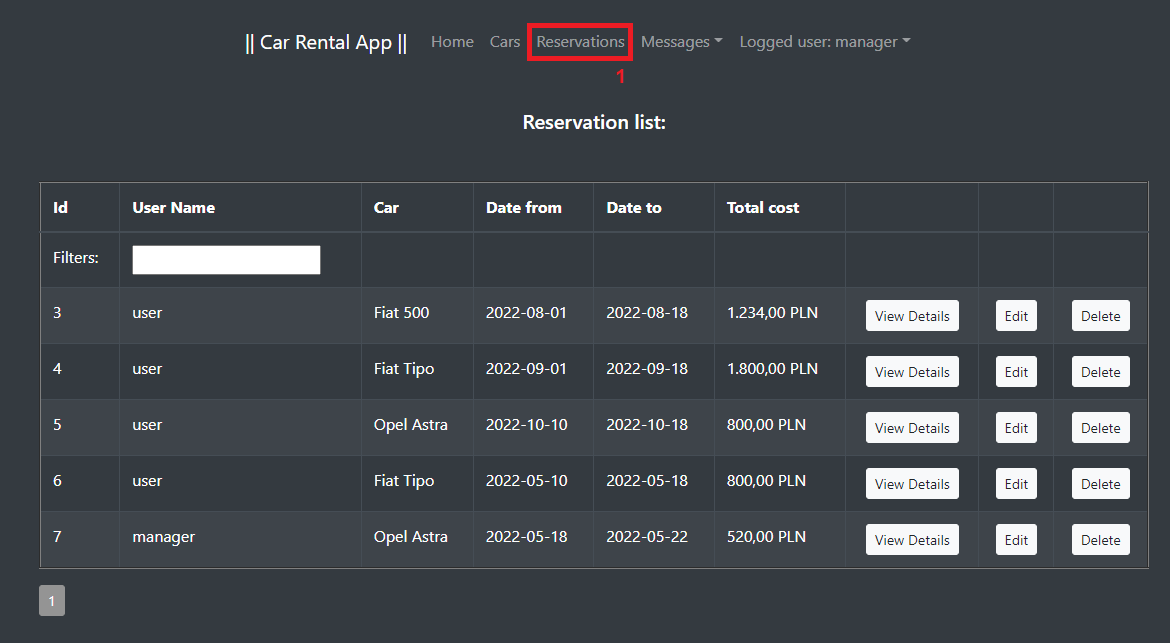 || Car Rental App || Home Cars Reservations Messages Logged user: manager
1
Reservation list:
Id User Name Car Date from Date to Total cost
Filters:
3 user Fiat 500 2022-08-01 2022-08-18 1.234,00 PLN View Details Edit Delete
4 user Fiat Tipo 2022-09-01 2022-09-18 1.800,00 PLN View Details Edit Delete
5 user Opel Astra 2022-10-10 2022-10-18 800,00 PLN View Details Edit Delete
6 user Fiat Tipo 2022-05-10 2022-05-18 800,00 PLN View Details Edit Delete
7 manager Opel Astra 2022-05-18 2022-05-22 520,00 PLN View Details Edit Delete
1